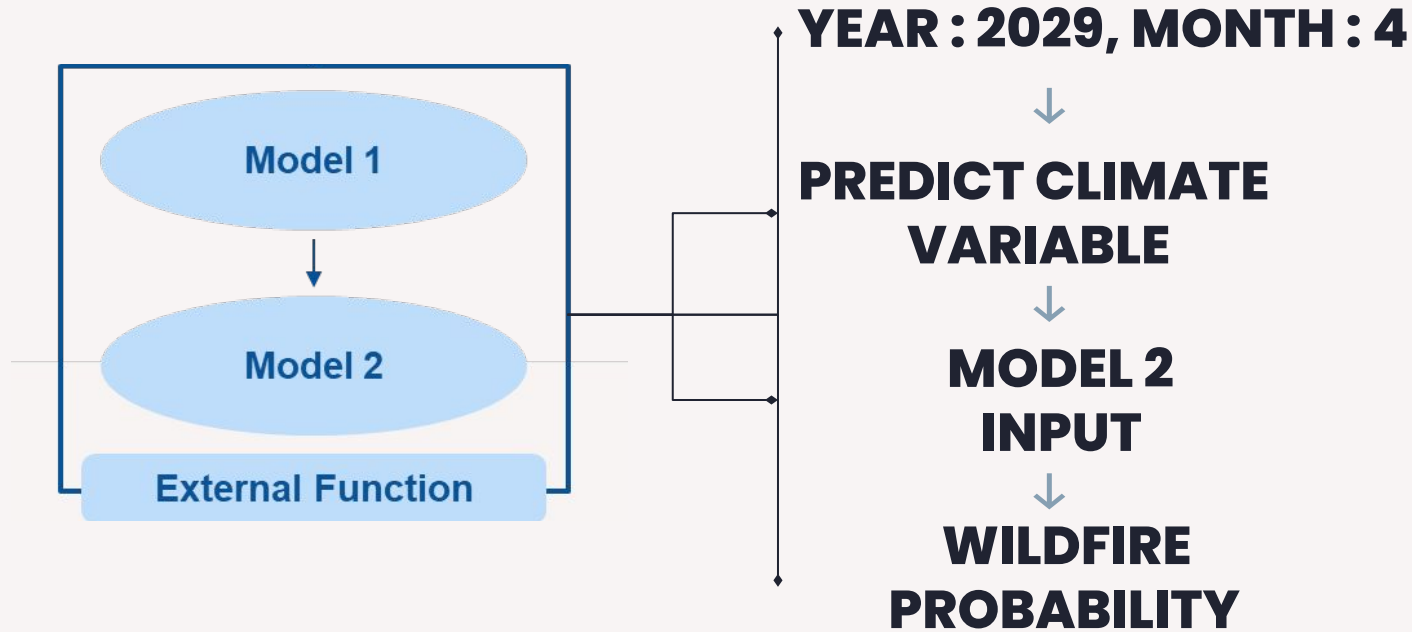 Model 1
Model 2
External Function
YEAR : 2029, MONTH : 4
PREDICT CLIMATE
VARIABLE
MODEL 2
INPUT
WILDFIRE
PROBABILITY